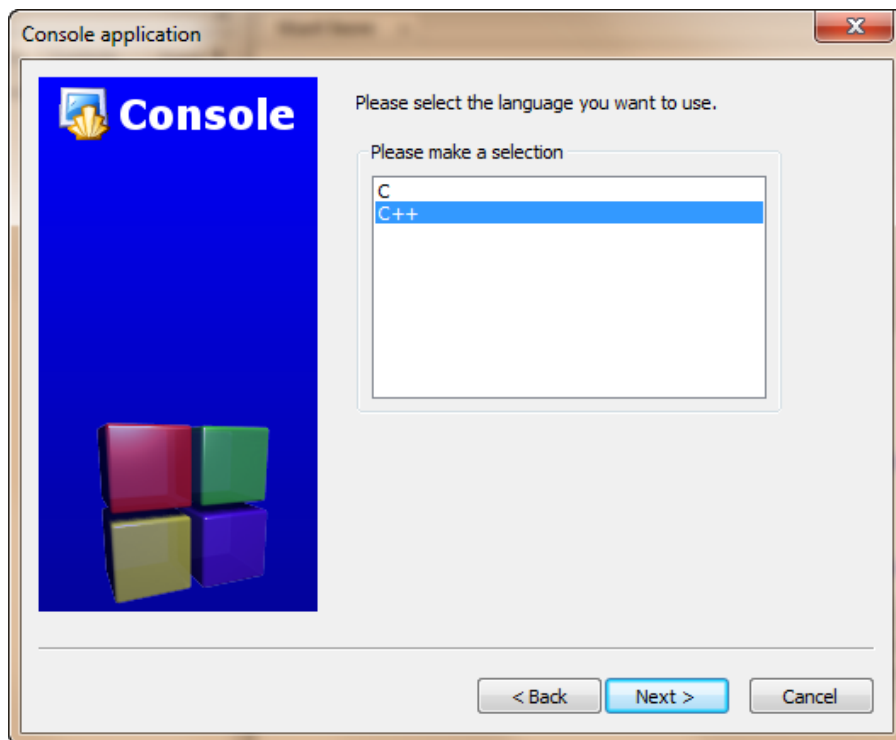 Console application
Console
Please select the language you want to use.
Please make a selection
C
C++
< Back
Next >
Cancel